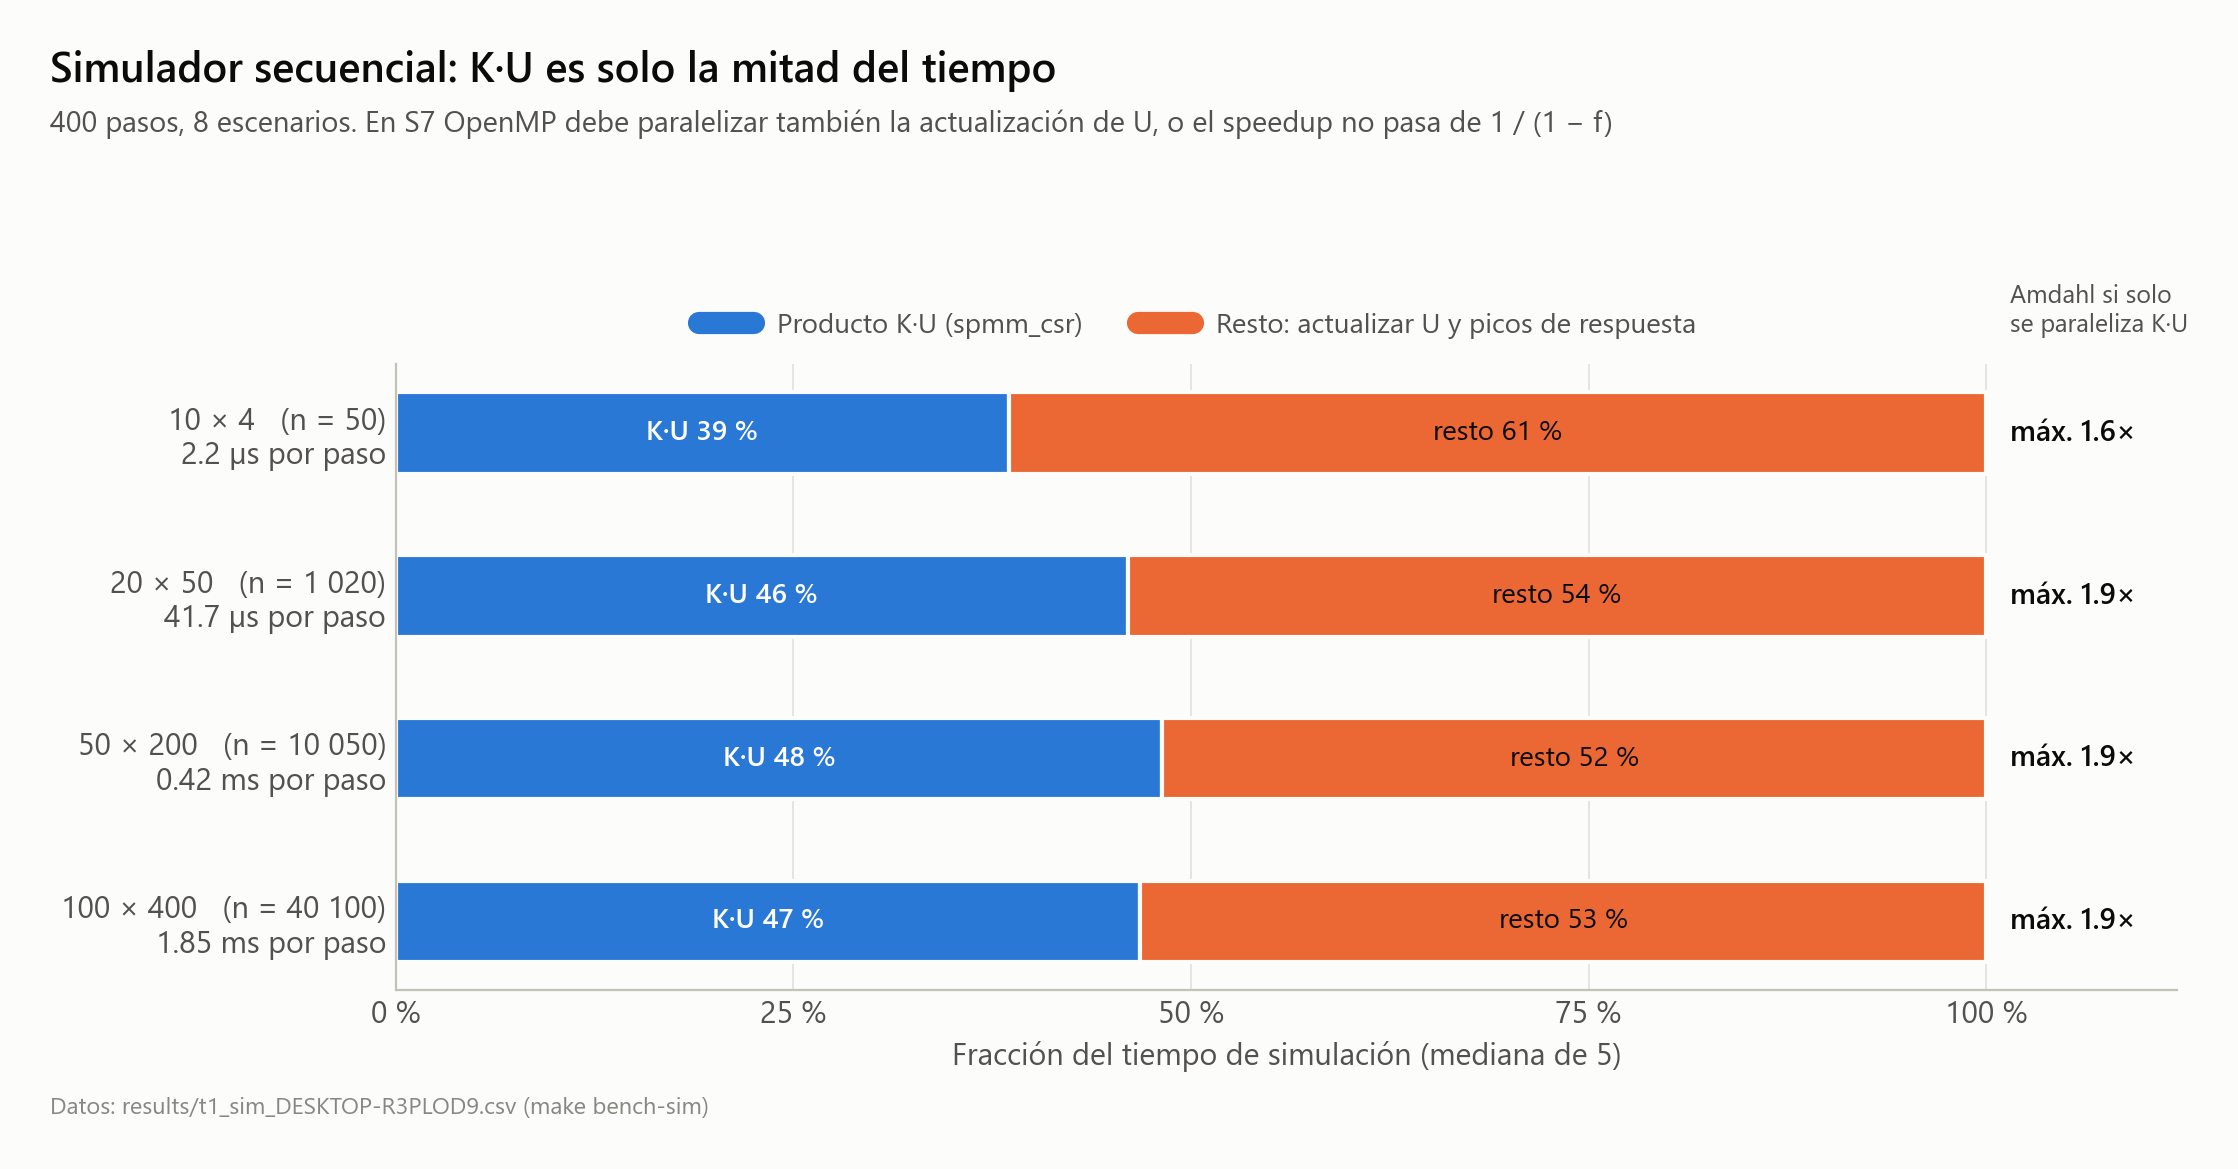 Simulador secuencial: K·U es solo la mitad del tiempo
400 pasos, 8 escenarios. En S7 OpenMP debe paralelizar también la actualización de U, o el speedup no pasa de 1 / (1 − f)
Amdahl si solo
se paraleliza K·U
Producto K·U (spmm_csr)
Resto: actualizar U y picos de respuesta
10 × 4   (n = 50)
2.2 µs por paso
K·U 39 %
resto 61 %
máx. 1.6×
20 × 50   (n = 1 020)
41.7 µs por paso
K·U 46 %
resto 54 %
máx. 1.9×
50 × 200   (n = 10 050)
0.42 ms por paso
K·U 48 %
resto 52 %
máx. 1.9×
100 × 400   (n = 40 100)
1.85 ms por paso
K·U 47 %
resto 53 %
máx. 1.9×
0 %
25 %
50 %
75 %
100 %
Fracción del tiempo de simulación (mediana de 5)
Datos: results/t1_sim_DESKTOP-R3PLOD9.csv (make bench-sim)